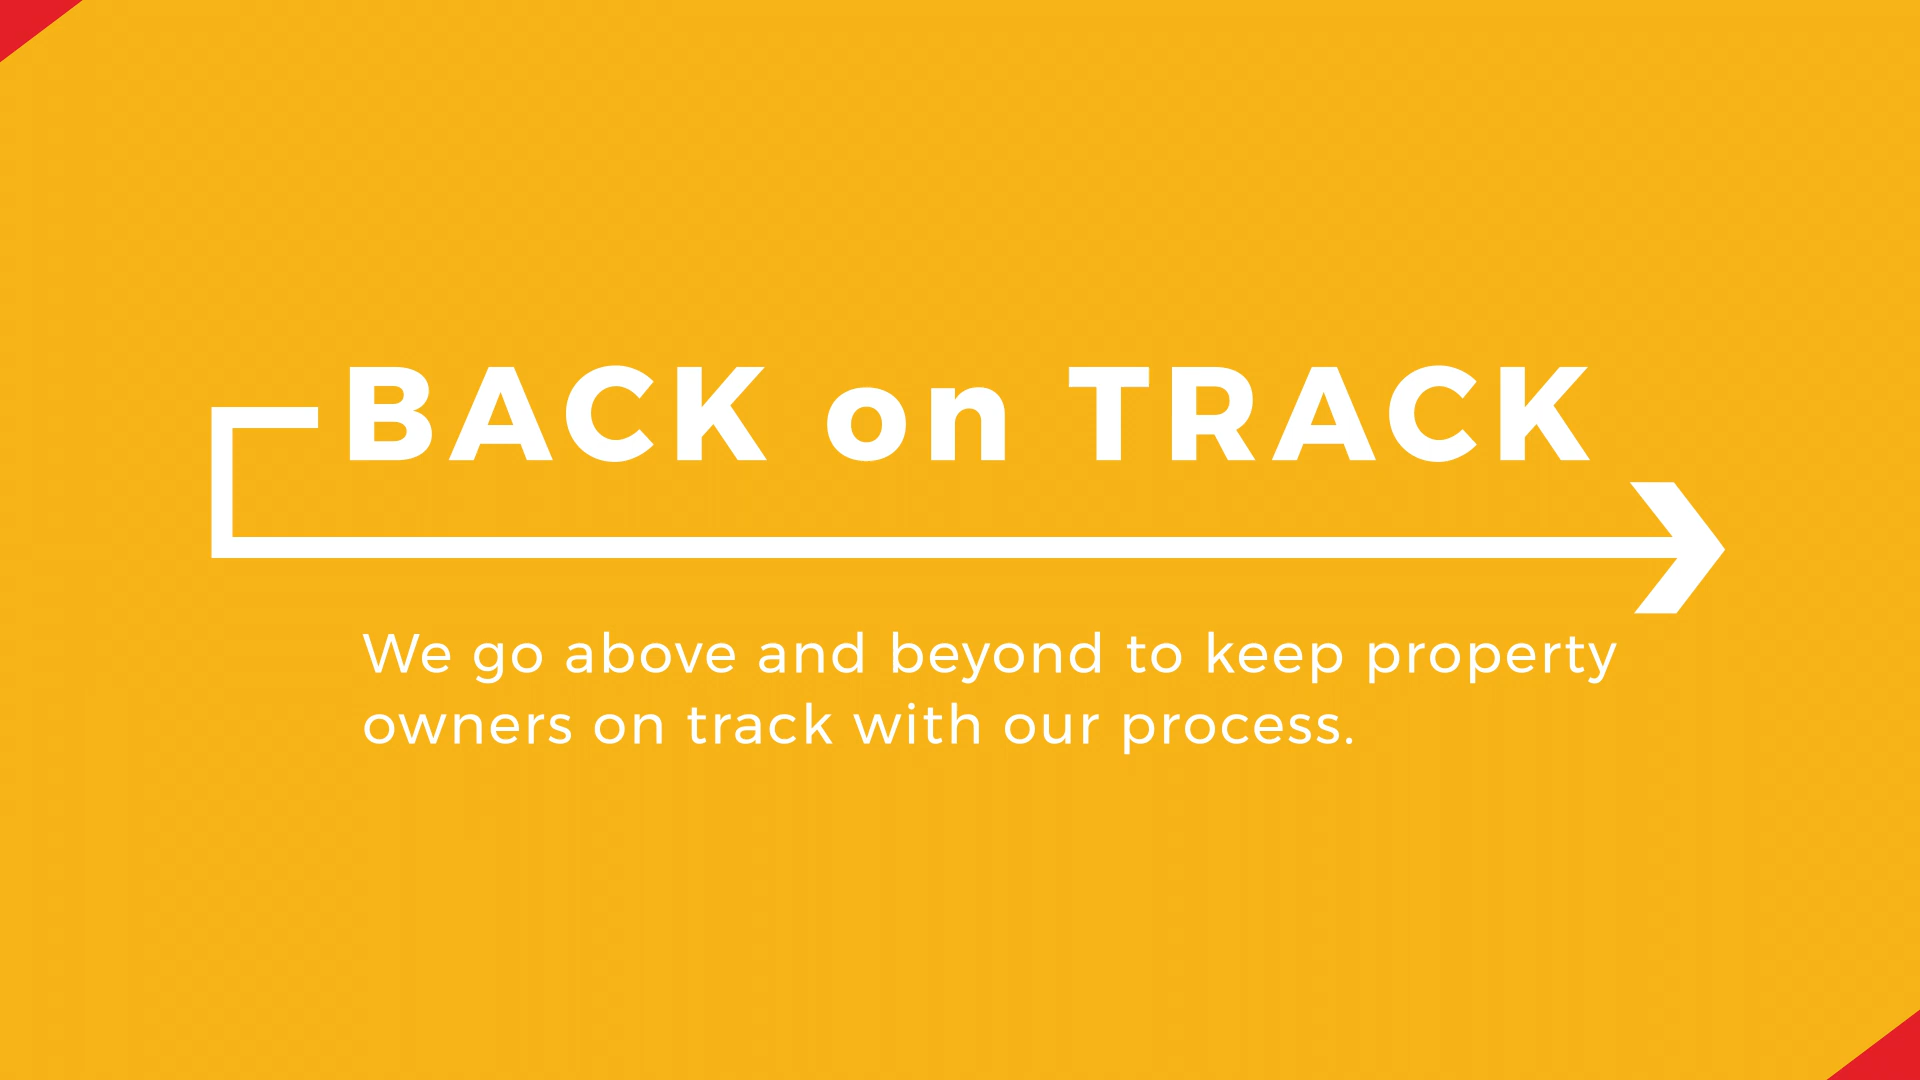 BACK on TRACK
We go above and beyond to keep property
owners on track with our process.